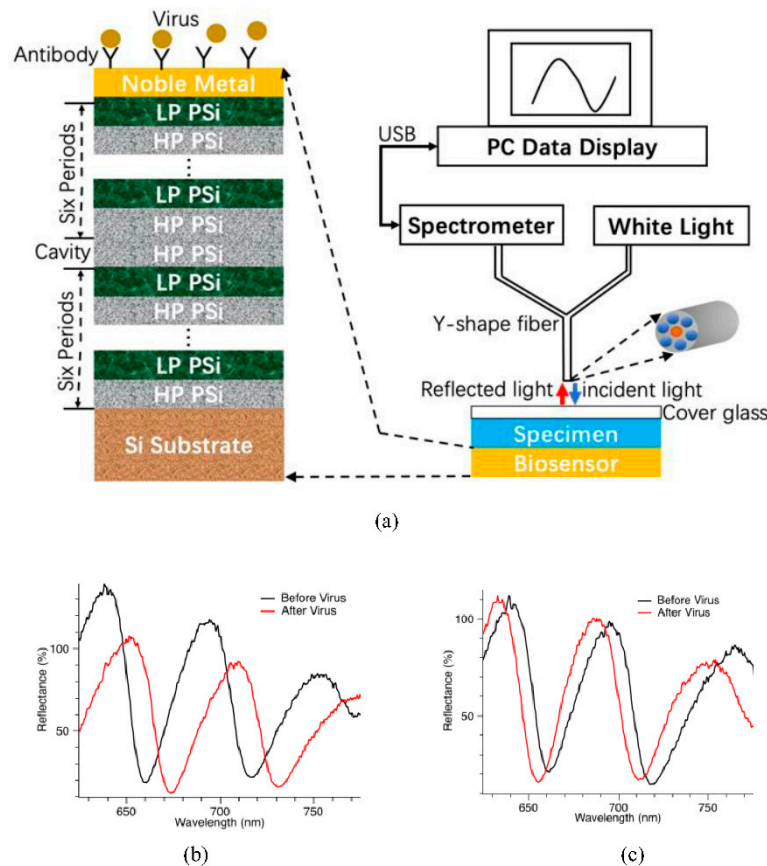 Virus
Antibody
Noble Metal
LP PSi
HP PSi
LP PSi
HP PSi
HP PSi
LP PSi
HP PSi
LP PSi
HP PSi
Si Substrate
Six Periods
Cavity
Six Periods
USB
PC Data Display
Spectrometer
White Light
Y-shape fiber
Reflected light
incident light
Cover glass
Specimen
Biosensor
(a)
Before Virus
After Virus
Reflectance (%)
100
50
650
700
750
Wavelength (nm)
(b)
Before Virus
After Virus
Reflectance (%)
100
50
650
700
750
Wavelength (nm)
(c)